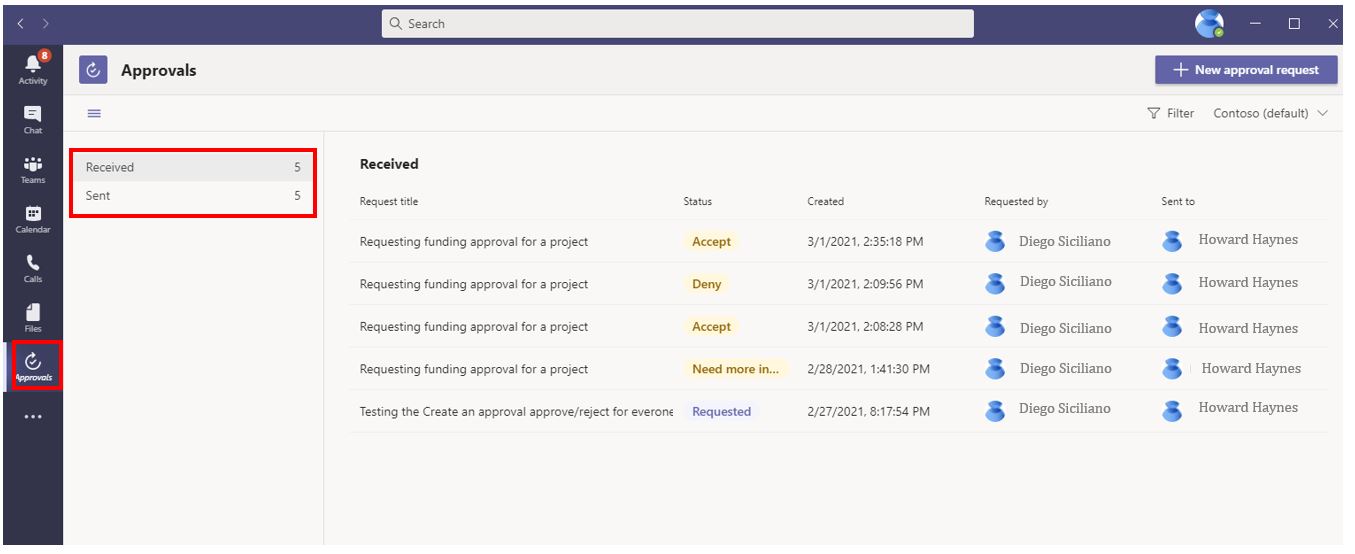 Search
8
Activity
Chat
Teams
Calendar
Calls
Files
Approvals
Approvals
New approval request
Filter Contoso (default)
Received 5
Sent 5
Received
Request title Status Created Requested by Sent to
Requesting funding approval for a project Accept 3/1/2021, 2:35:18 PM Diego Siciliano Howard Haynes
Requesting funding approval for a project Deny 3/1/2021, 2:09:56 PM Diego Siciliano Howard Haynes
Requesting funding approval for a project Accept 3/1/2021, 2:08:28 PM Diego Siciliano Howard Haynes
Requesting funding approval for a project Need more in... 2/28/2021, 1:41:30 PM Diego Siciliano Howard Haynes
Testing the Create an approval approve/reject for everone Requested 2/27/2021, 8:17:54 PM Diego Siciliano Howard Haynes